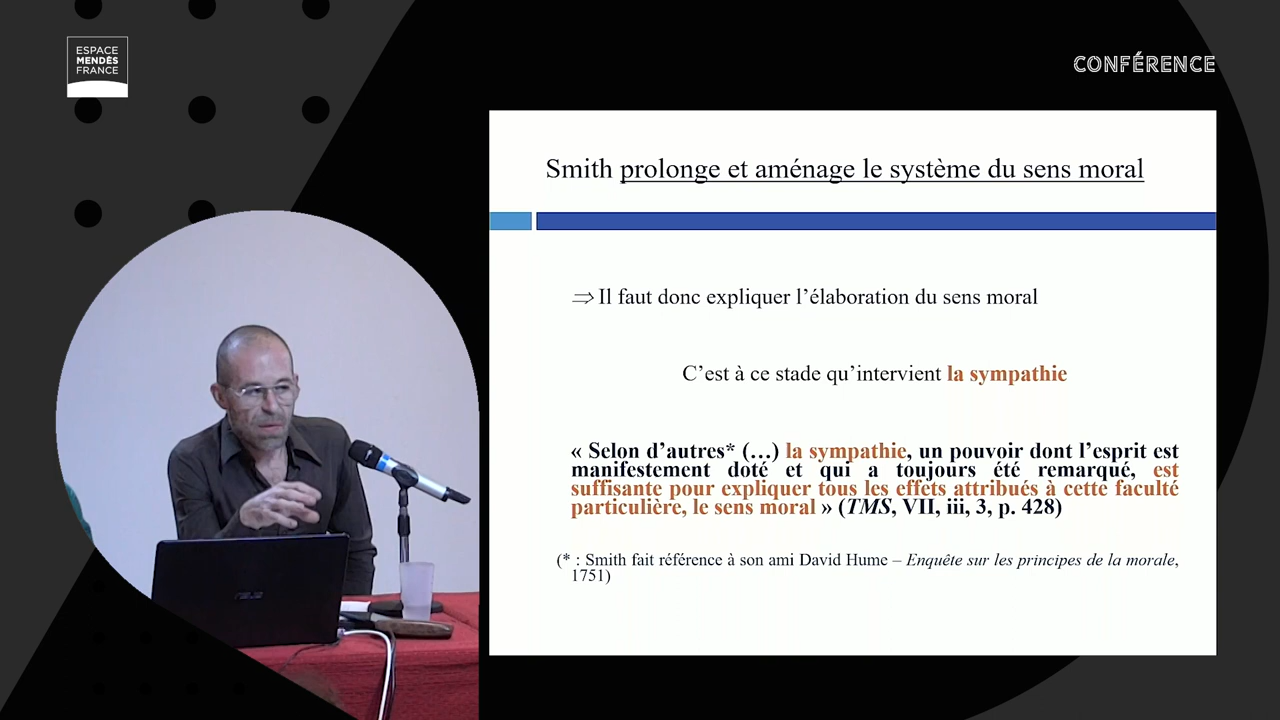 ESPACE
MENDÈS
FRANCE
CONFÉRENCE
Smith prolonge et aménage le système du sens moral
⇒ Il faut donc expliquer l’élaboration du sens moral
C’est à ce stade qu’intervient la sympathie
« Selon d’autres* (…) la sympathie, un pouvoir dont l’esprit est
manifestement doté et qui a toujours été remarqué, est
suffisante pour expliquer tous les effets attribués à cette faculté
particulière, le sens moral » (TMS, VII, iii, 3, p. 428)
(* : Smith fait référence à son ami David Hume – Enquête sur les principes de la morale,
1751)
ASUS